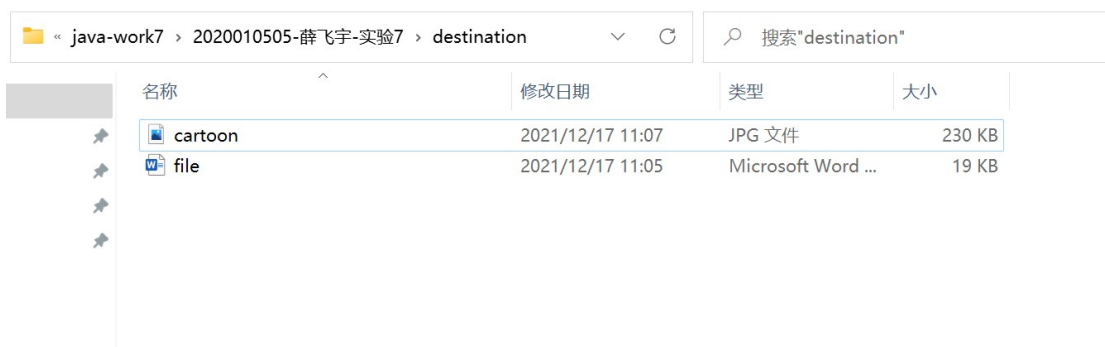 « java-work7 › 2020010505-薛飞宇-实验7 › destination
搜索"destination"
名称 修改日期 类型 大小
cartoon 2021/12/17 11:07 JPG 文件 230 KB
file 2021/12/17 11:05 Microsoft Word ... 19 KB